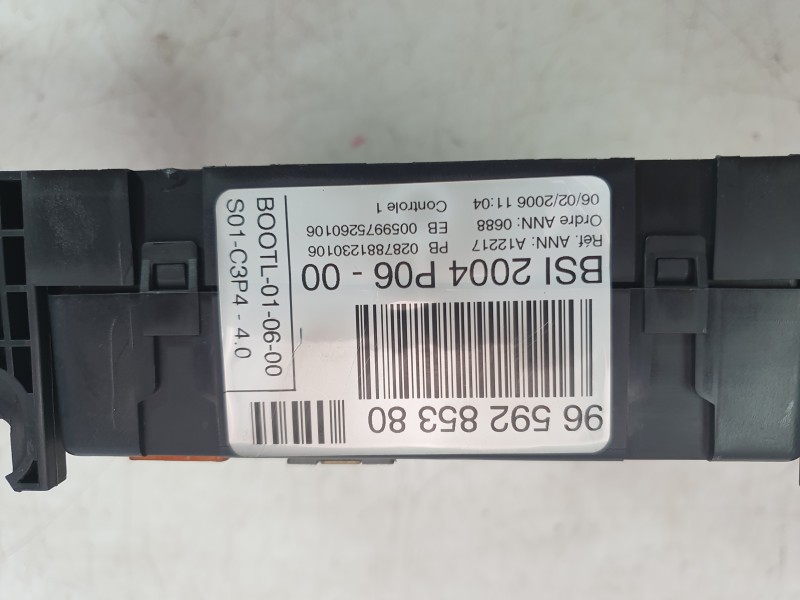 96 592 853 80
BSI 2004 P06 - 00
Réf. ANN: A12217 PB 0287881230106
Ordre ANN: 0688 EB 0059975260106
06/02/2006 11:04 Controle 1
BOOTL-01-06-00
S01-C3P4 - 4.0